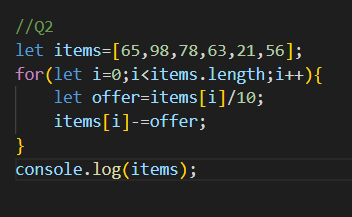 //Q2
let items=[65,98,78,63,21,56];
for(let i=0;i<items.length;i++){
    let offer=items[i]/10;
    items[i]-=offer;
}
console.log(items);